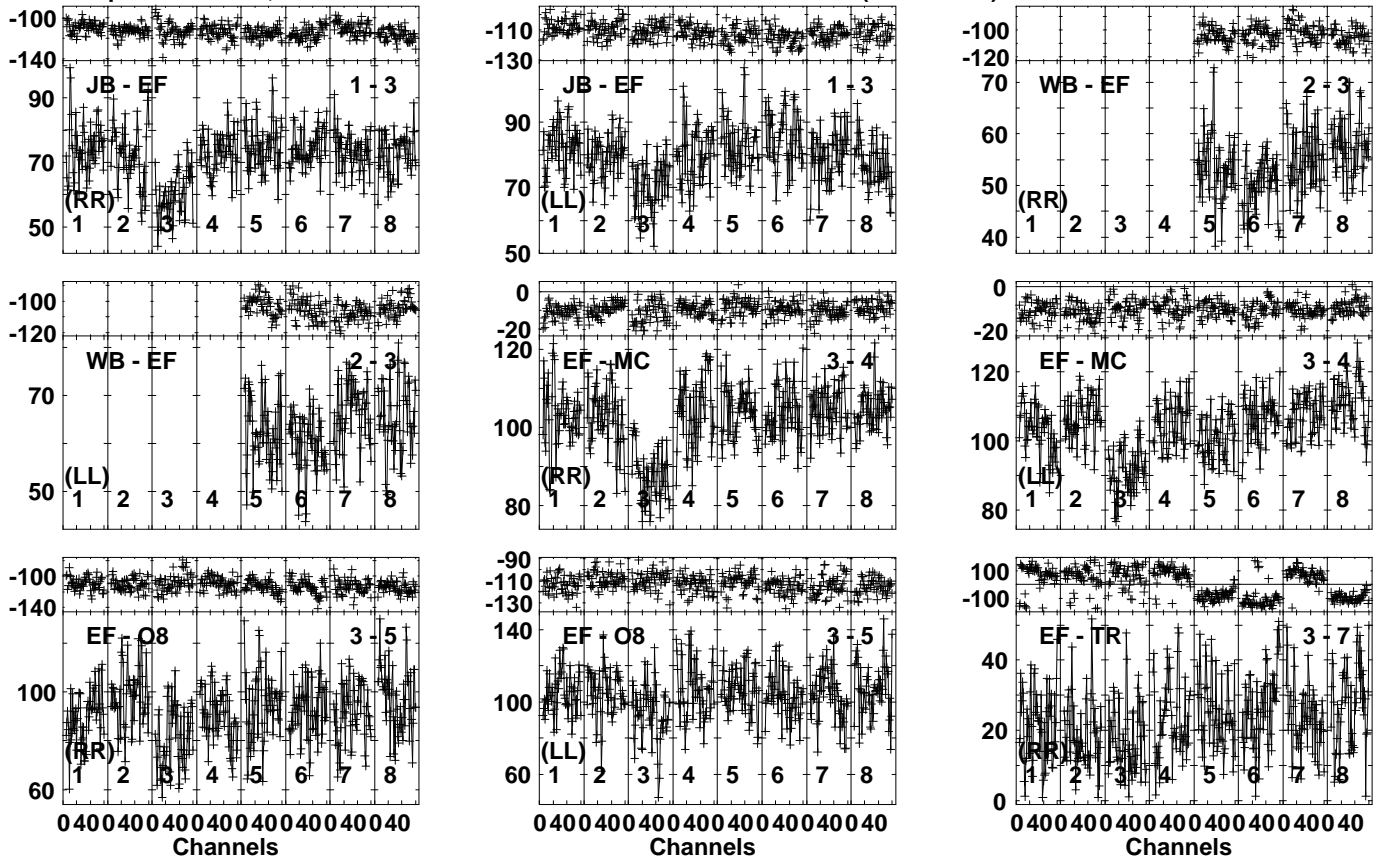 -100
-140
90
70
50
JB - EF 1 - 3
(RR)
1 2 3 4 5 6 7 8
-110
-130
90
70
50
JB - EF 1 - 3
(LL)
1 2 3 4 5 6 7 8
-100
-120
70
60
50
40
WB - EF 2 - 3
(RR)
1 2 3 4 5 6 7 8
-100
-120
70
50
WB - EF 2 - 3
(LL)
1 2 3 4 5 6 7 8
0
-20
120
100
80
EF - MC 3 - 4
(RR)
1 2 3 4 5 6 7 8
0
-20
120
100
80
EF - MC 3 - 4
(LL)
1 2 3 4 5 6 7 8
-100
-140
100
60
EF - O8 3 - 5
(RR)
1 2 3 4 5 6 7 8
0 40 0 40 0 40 0 40 0 40 0 40 0 40 0 40
Channels
-90
-110
-130
140
100
60
EF - O8 3 - 5
(LL)
1 2 3 4 5 6 7 8
0 40 0 40 0 40 0 40 0 40 0 40 0 40 0 40
Channels
100
-100
40
20
0
EF - TR 3 - 7
(RR)
1 2 3 4 5 6 7 8
0 40 0 40 0 40 0 40 0 40 0 40 0 40 0 40
Channels